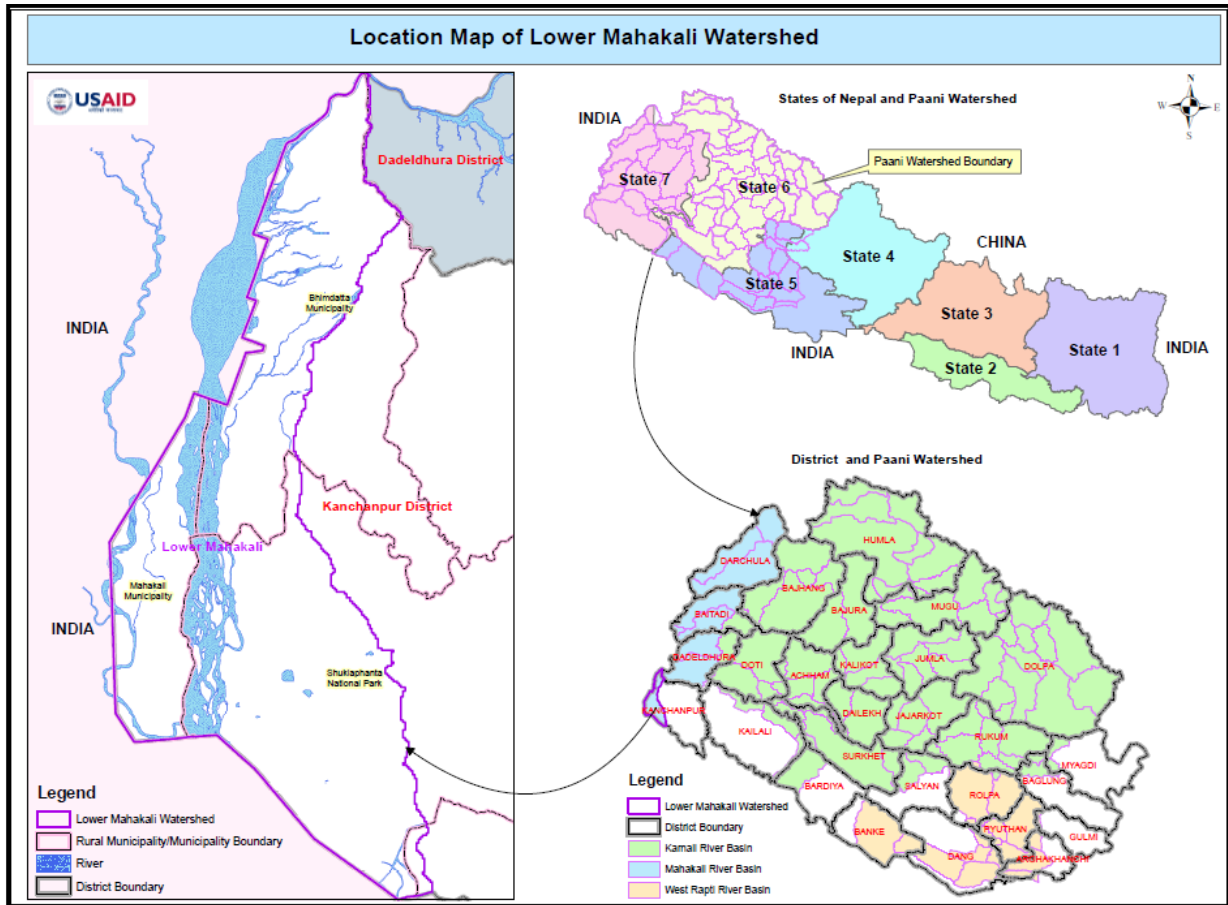 Location Map of Lower Mahakali Watershed
USAID
Dadeldhura District
INDIA
Bhimdatta
Municipality
Kanchanpur District
Lower Mahakali
Mahakali
Municipality
INDIA
Shuklaphanta
National Park
Legend
Lower Mahakali Watershed
Rural Municipality/Municipality Boundary
River
District Boundary
States of Nepal and Paani Watershed
N
W
E
S
INDIA
Paani Watershed Boundary
State 7
State 6
CHINA
State 4
State 5
State 3
INDIA
State 1
INDIA
State 2
District and Paani Watershed
HUMLA
DARCHULA
BAJHANG
BAJURA
MUGU
BAITADI
DADELDHURA
DOTI
ACHHAM
KALIKOT
JUMLA
DOLPA
KANCHANPUR
DAILEKH
JAJARKOT
KAILALI
RUKUM
SURKHET
MYAGDI
BARDIYA
SALYAN
BAGLUNG
ROLPA
BANKE
PYUTHAN
GULMI
DANG
ARGHAKHANCHI
Legend
Lower Mahakali Watershed
District Boundary
Karnali River Basin
Mahakali River Basin
West Rapti River Basin